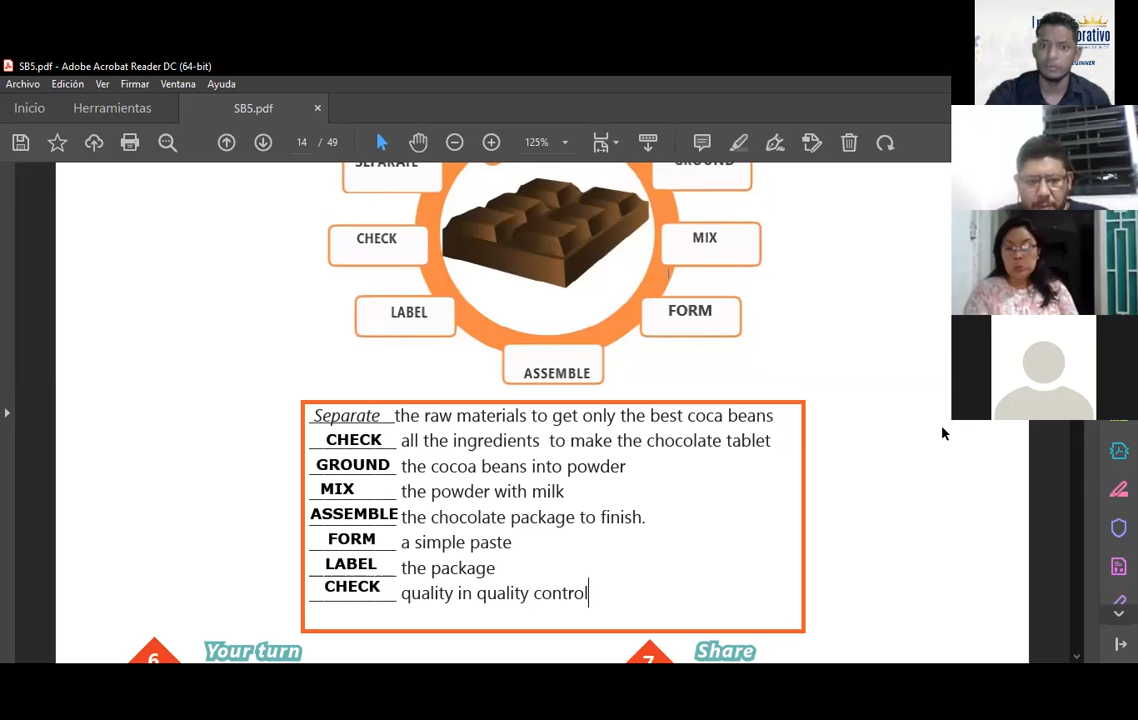 In
orativo
GINNER
SB5.pdf - Adobe Acrobat Reader DC (64-bit)
Archivo Edición Ver Firmar Ventana Ayuda
Inicio Herramientas SB5.pdf ×
14 / 49 125%
SEPARATE GROUND
CHECK MIX
LABEL FORM
ASSEMBLE
Separate the raw materials to get only the best coca beans
CHECK all the ingredients to make the chocolate tablet
GROUND the cocoa beans into powder
MIX the powder with milk
ASSEMBLE the chocolate package to finish.
FORM a simple paste
LABEL the package
CHECK quality in quality control
6 Your turn 7 Share